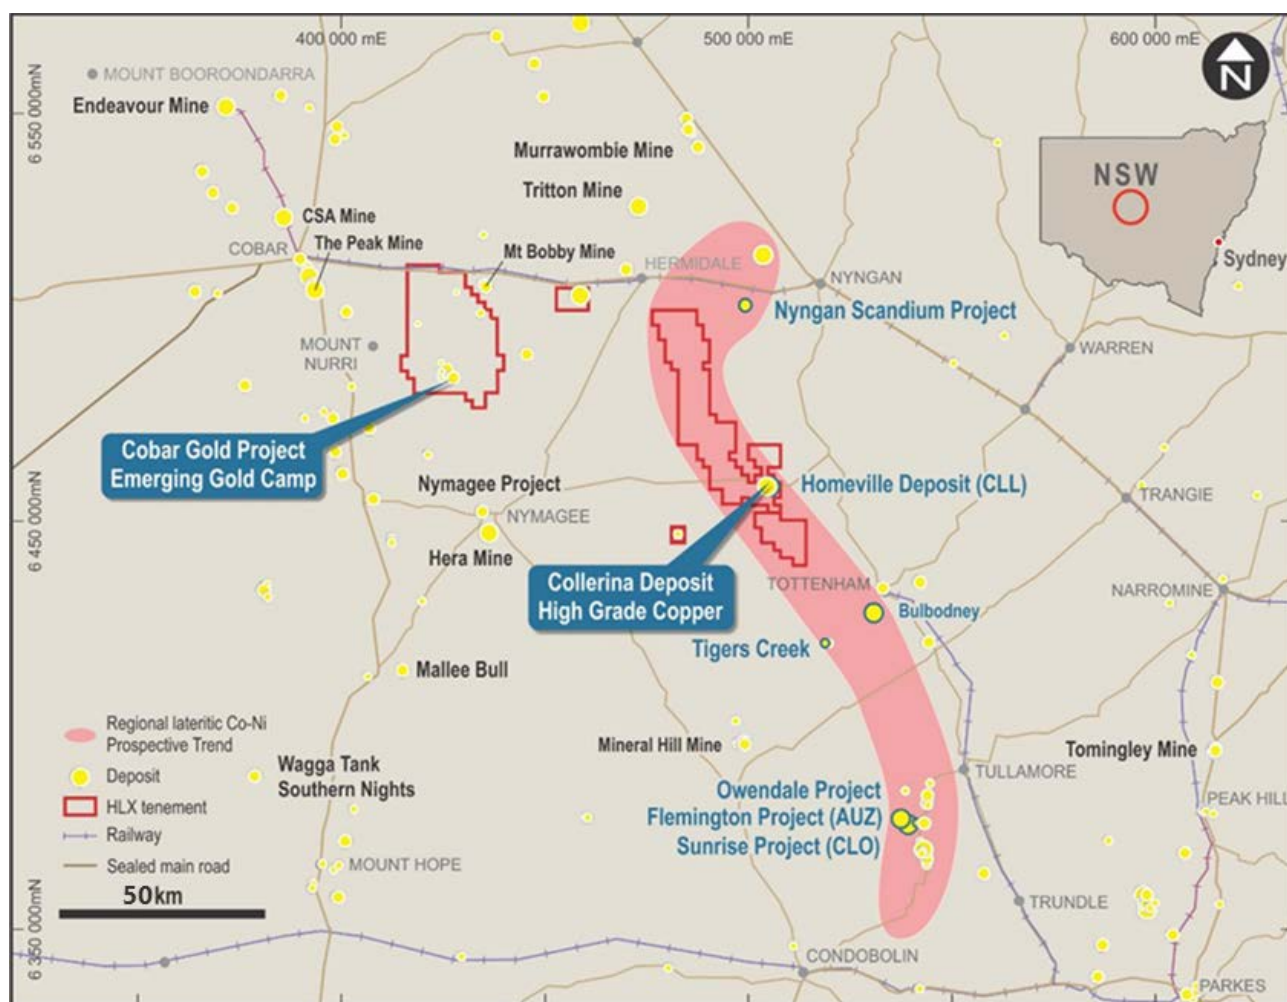 400 000 mE
500 000 mE
600 000 mE
N
MOUNT BOOROONDARRA
Endeavour Mine
6 550 000mN
Murrawombie Mine
NSW
Tritton Mine
CSA Mine
The Peak Mine
COBAR
Mt Bobby Mine
Sydney
HERMIDALE
NYNGAN
Nyngan Scandium Project
MOUNT
NURRI
WARREN
Cobar Gold Project
Emerging Gold Camp
Nymagee Project
Homeville Deposit (CLL)
TRANGIE
NYMAGEE
6 450 000mN
Hera Mine
Collerina Deposit
High Grade Copper
TOTTENHAM
NARROMINE
Bulbodney
Tigers Creek
Mallee Bull
Regional lateritic Co-Ni
Prospective Trend
Mineral Hill Mine
Tomingley Mine
Deposit
Wagga Tank
Southern Nights
TULLAMORE
Owendale Project
HLX tenement
PEAK HILL
Flemington Project (AUZ)
Railway
Sunrise Project (CLO)
Sealed main road
MOUNT HOPE
50km
TRUNDLE
6 350 000mN
CONDOBOLIN
PARKES